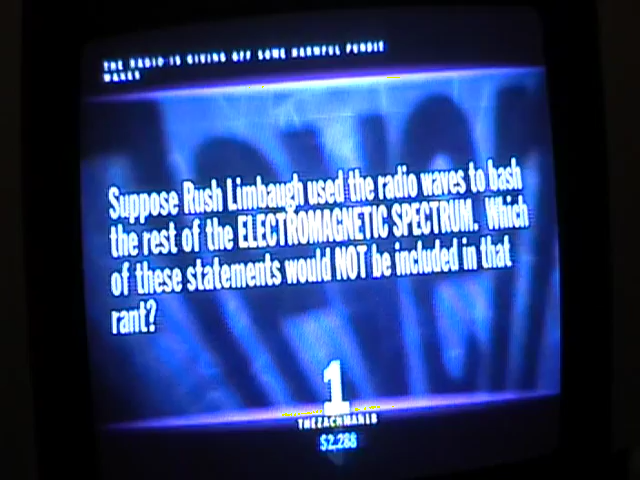 THE RADIO IS GIVING OFF SOME HARMFUL PUNDIT
WAVES
Suppose Rush Limbaugh used the radio waves to bash
the rest of the ELECTROMAGNETIC SPECTRUM. Which
of these statements would NOT be included in that
rant?
1
THEZACHMAN18
$2,288